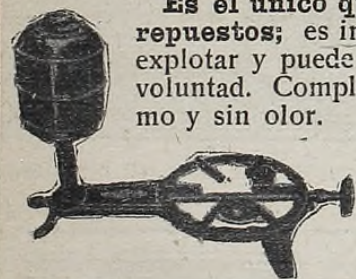 Es el único q
repuestos; es in
explotar y puede
voluntad. Compl
mo y sin olor.